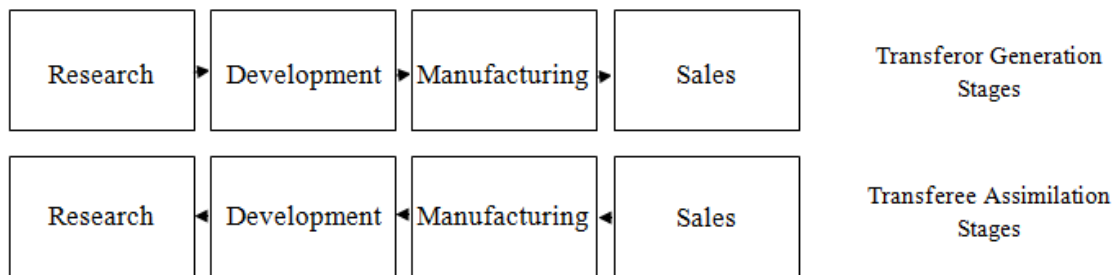 Research Development Manufacturing Sales
Transferor Generation
Stages
Research Development Manufacturing Sales
Transferee Assimilation
Stages